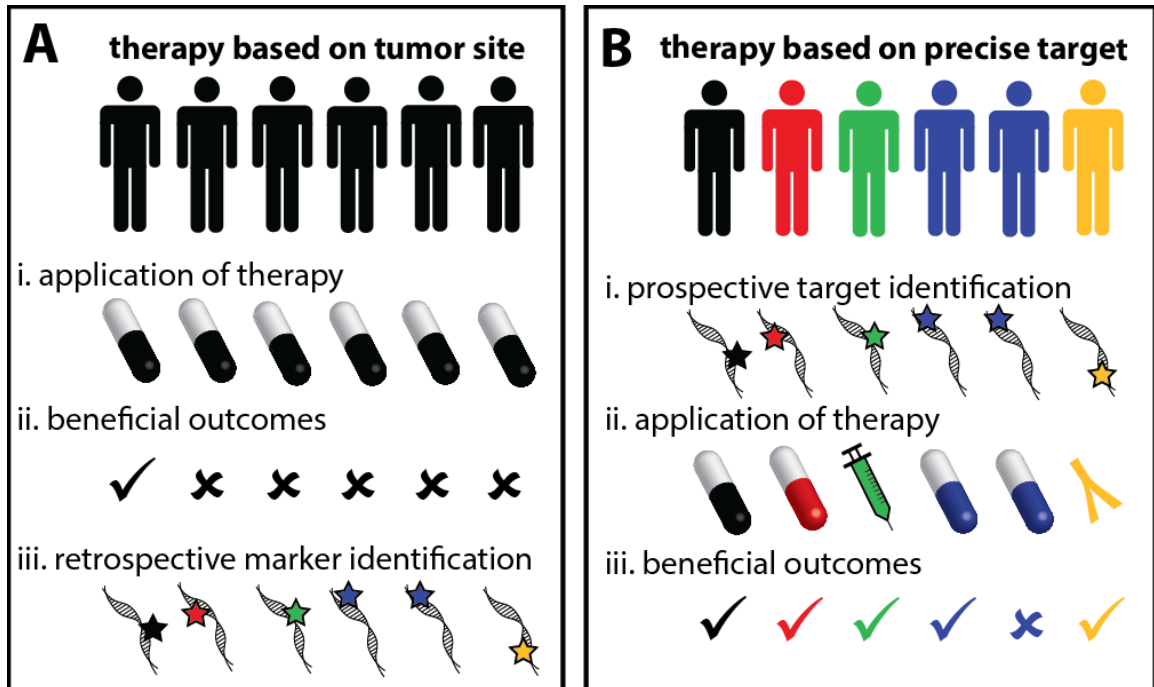 A therapy based on tumor site
i. application of therapy
ii. beneficial outcomes
iii. retrospective marker identification
B therapy based on precise target
i. prospective target identification
ii. application of therapy
iii. beneficial outcomes